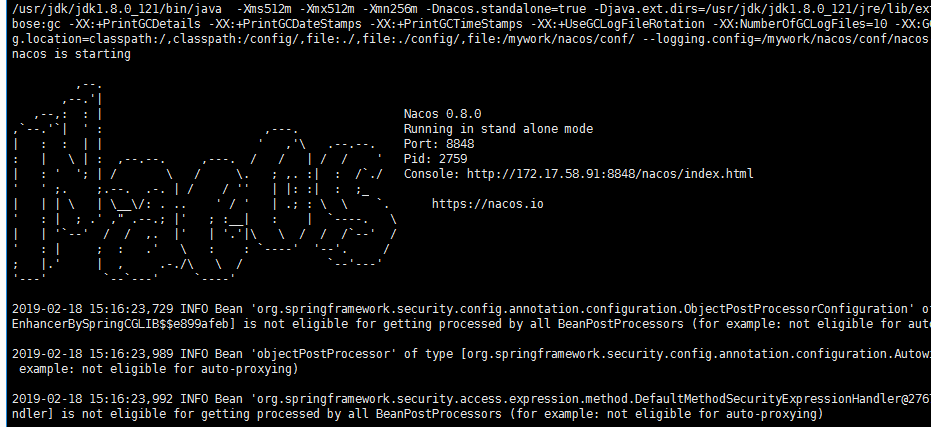 /usr/jdk/jdk1.8.0_121/bin/java  -Xms512m -Xmx512m -Xmn256m -Dnacos.standalone=true -Djava.ext.dirs=/usr/jdk/jdk1.8.0_121/jre/lib/ext
bose:gc -XX:+PrintGCDetails -XX:+PrintGCDateStamps -XX:+PrintGCTimeStamps -XX:+UseGCLogFileRotation -XX:NumberOfGCLogFiles=10 -XX:GC
g.location=classpath:/,classpath:/config/,file:./,file:./config/,file:/mywork/nacos/conf/ --logging.config=/mywork/nacos/conf/nacos
nacos is starting
Nacos 0.8.0
Running in stand alone mode
Port: 8848
Pid: 2759
Console: http://172.17.58.91:8848/nacos/index.html
https://nacos.io
2019-02-18 15:16:23,729 INFO Bean 'org.springframework.security.config.annotation.configuration.ObjectPostProcessorConfiguration' of
EnhancerBySpringCGLIB$$e899afeb] is not eligible for getting processed by all BeanPostProcessors (for example: not eligible for auto
2019-02-18 15:16:23,989 INFO Bean 'objectPostProcessor' of type [org.springframework.security.config.annotation.configuration.Autowi
example: not eligible for auto-proxying)
2019-02-18 15:16:23,992 INFO Bean 'org.springframework.security.access.expression.method.DefaultMethodSecurityExpressionHandler@2767
ndler] is not eligible for getting processed by all BeanPostProcessors (for example: not eligible for auto-proxying)